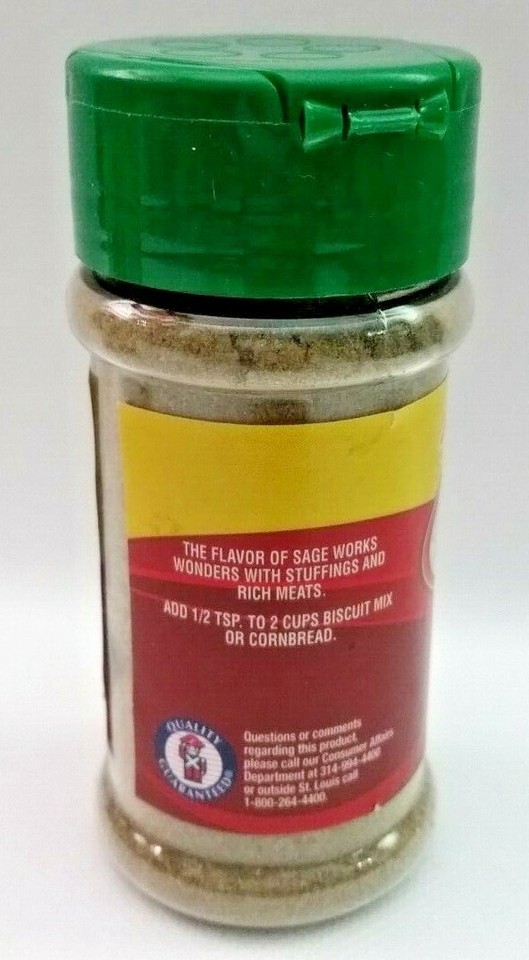 THE FLAVOR OF SAGE WORKS
WONDERS WITH STUFFINGS AND
RICH MEATS.
ADD 1/2 TSP. TO 2 CUPS BISCUIT MIX
OR CORNBREAD.
QUALITY
GUARANTEED®
Questions or comments
regarding this product,
please call our Consumer Affairs
Department at 314-994-4400
or outside St. Louis call
1-800-264-4400.